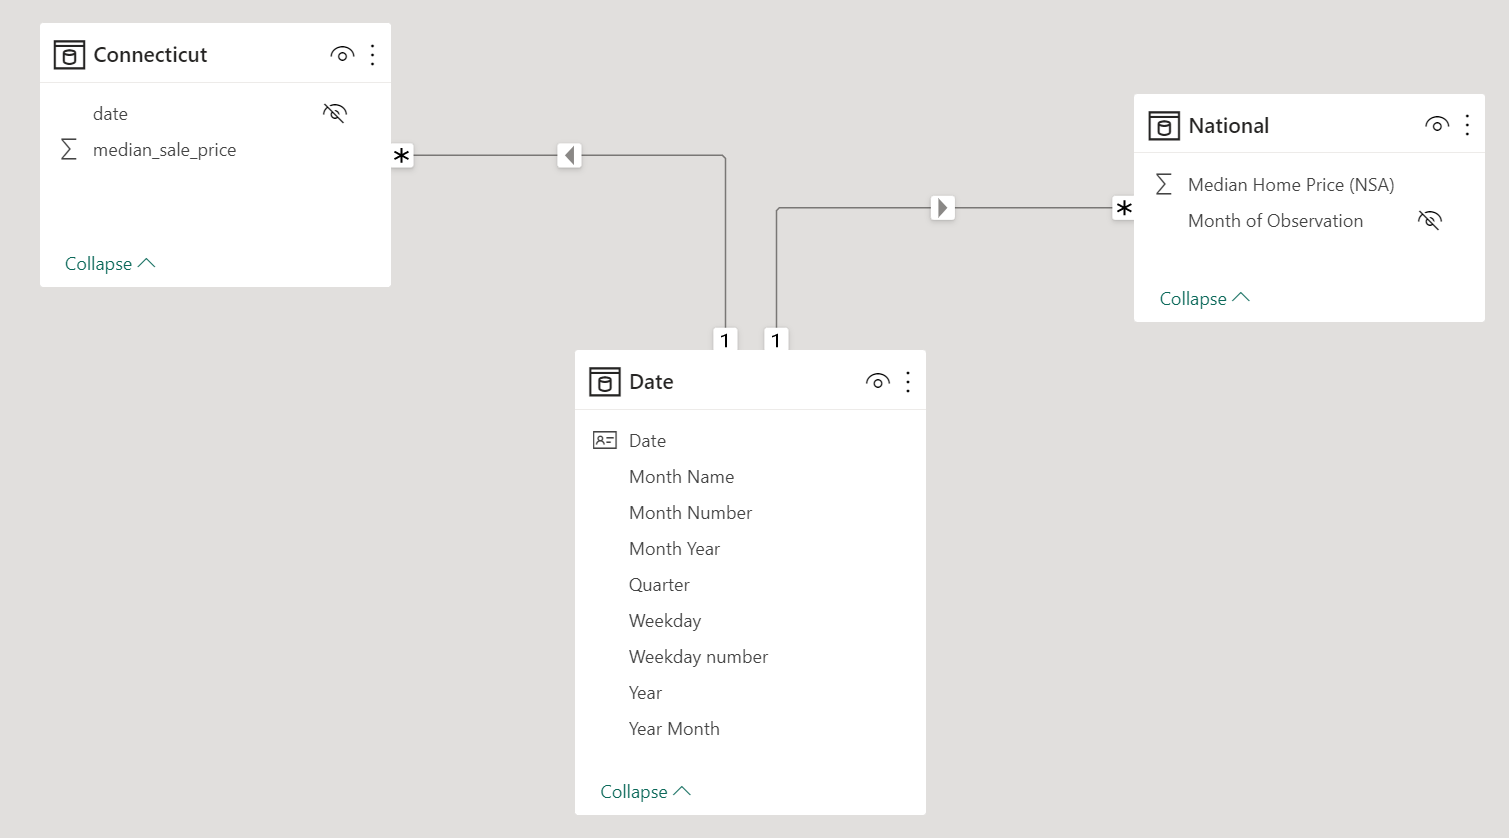 Connecticut
date
median_sale_price
Collapse
*
National
Median Home Price (NSA)
Month of Observation
Collapse
*
1
1
Date
Date
Month Name
Month Number
Month Year
Quarter
Weekday
Weekday number
Year
Year Month
Collapse